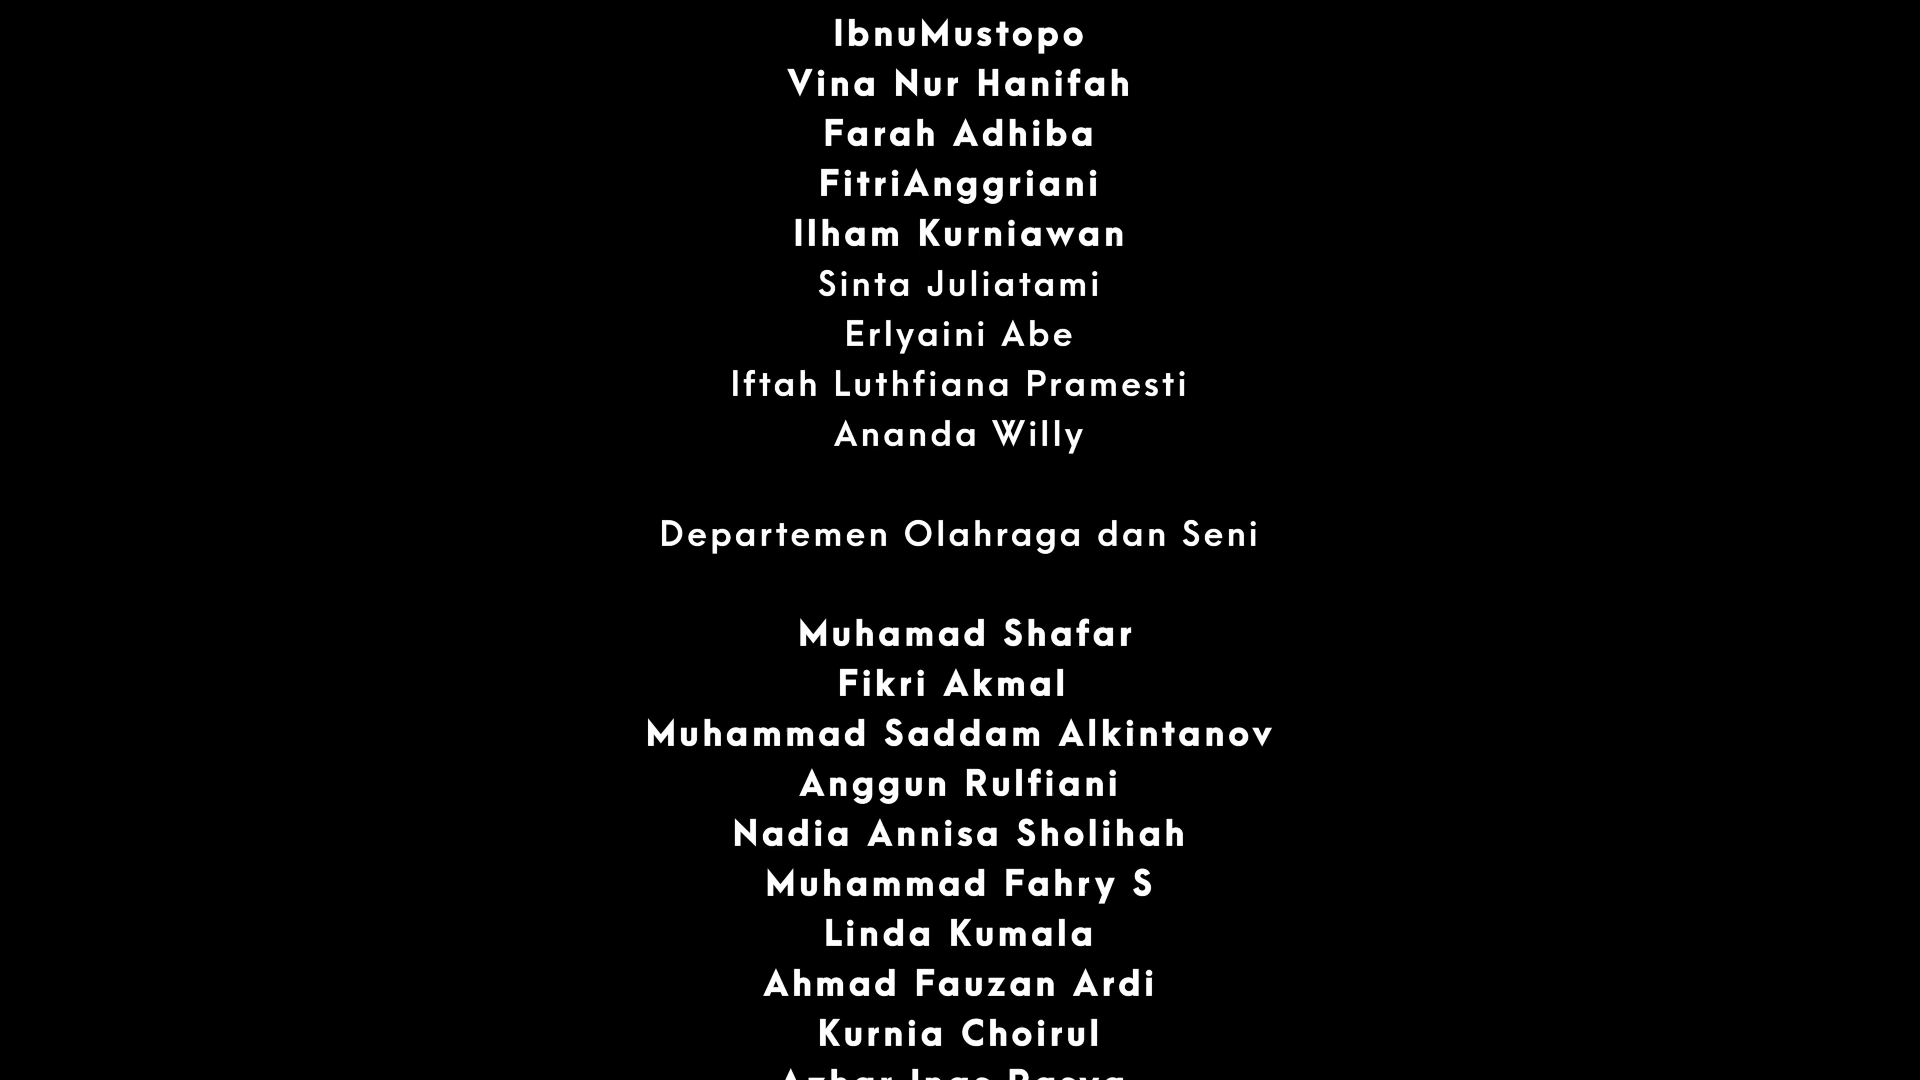 IbnuMustopo
Vina Nur Hanifah
Farah Adhiba
FitriAnggriani
Ilham Kurniawan
Sinta Juliatami
Erlyaini Abe
Iftah Luthfiana Pramesti
Ananda Willy
Departemen Olahraga dan Seni
Muhamad Shafar
Fikri Akmal
Muhammad Saddam Alkintanov
Anggun Rulfiani
Nadia Annisa Sholihah
Muhammad Fahry S
Linda Kumala
Ahmad Fauzan Ardi
Kurnia Choirul
Azhar